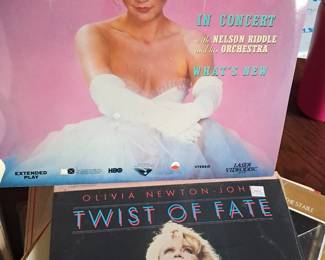 IN CONCERT
with NELSON RIDDLE
and his ORCHESTRA
WHAT'S NEW
EXTENDED PLAY
HBO
STEREO
LASER VIDEODISC
OLIVIA NEWTON-JOHN
TWIST OF FATE